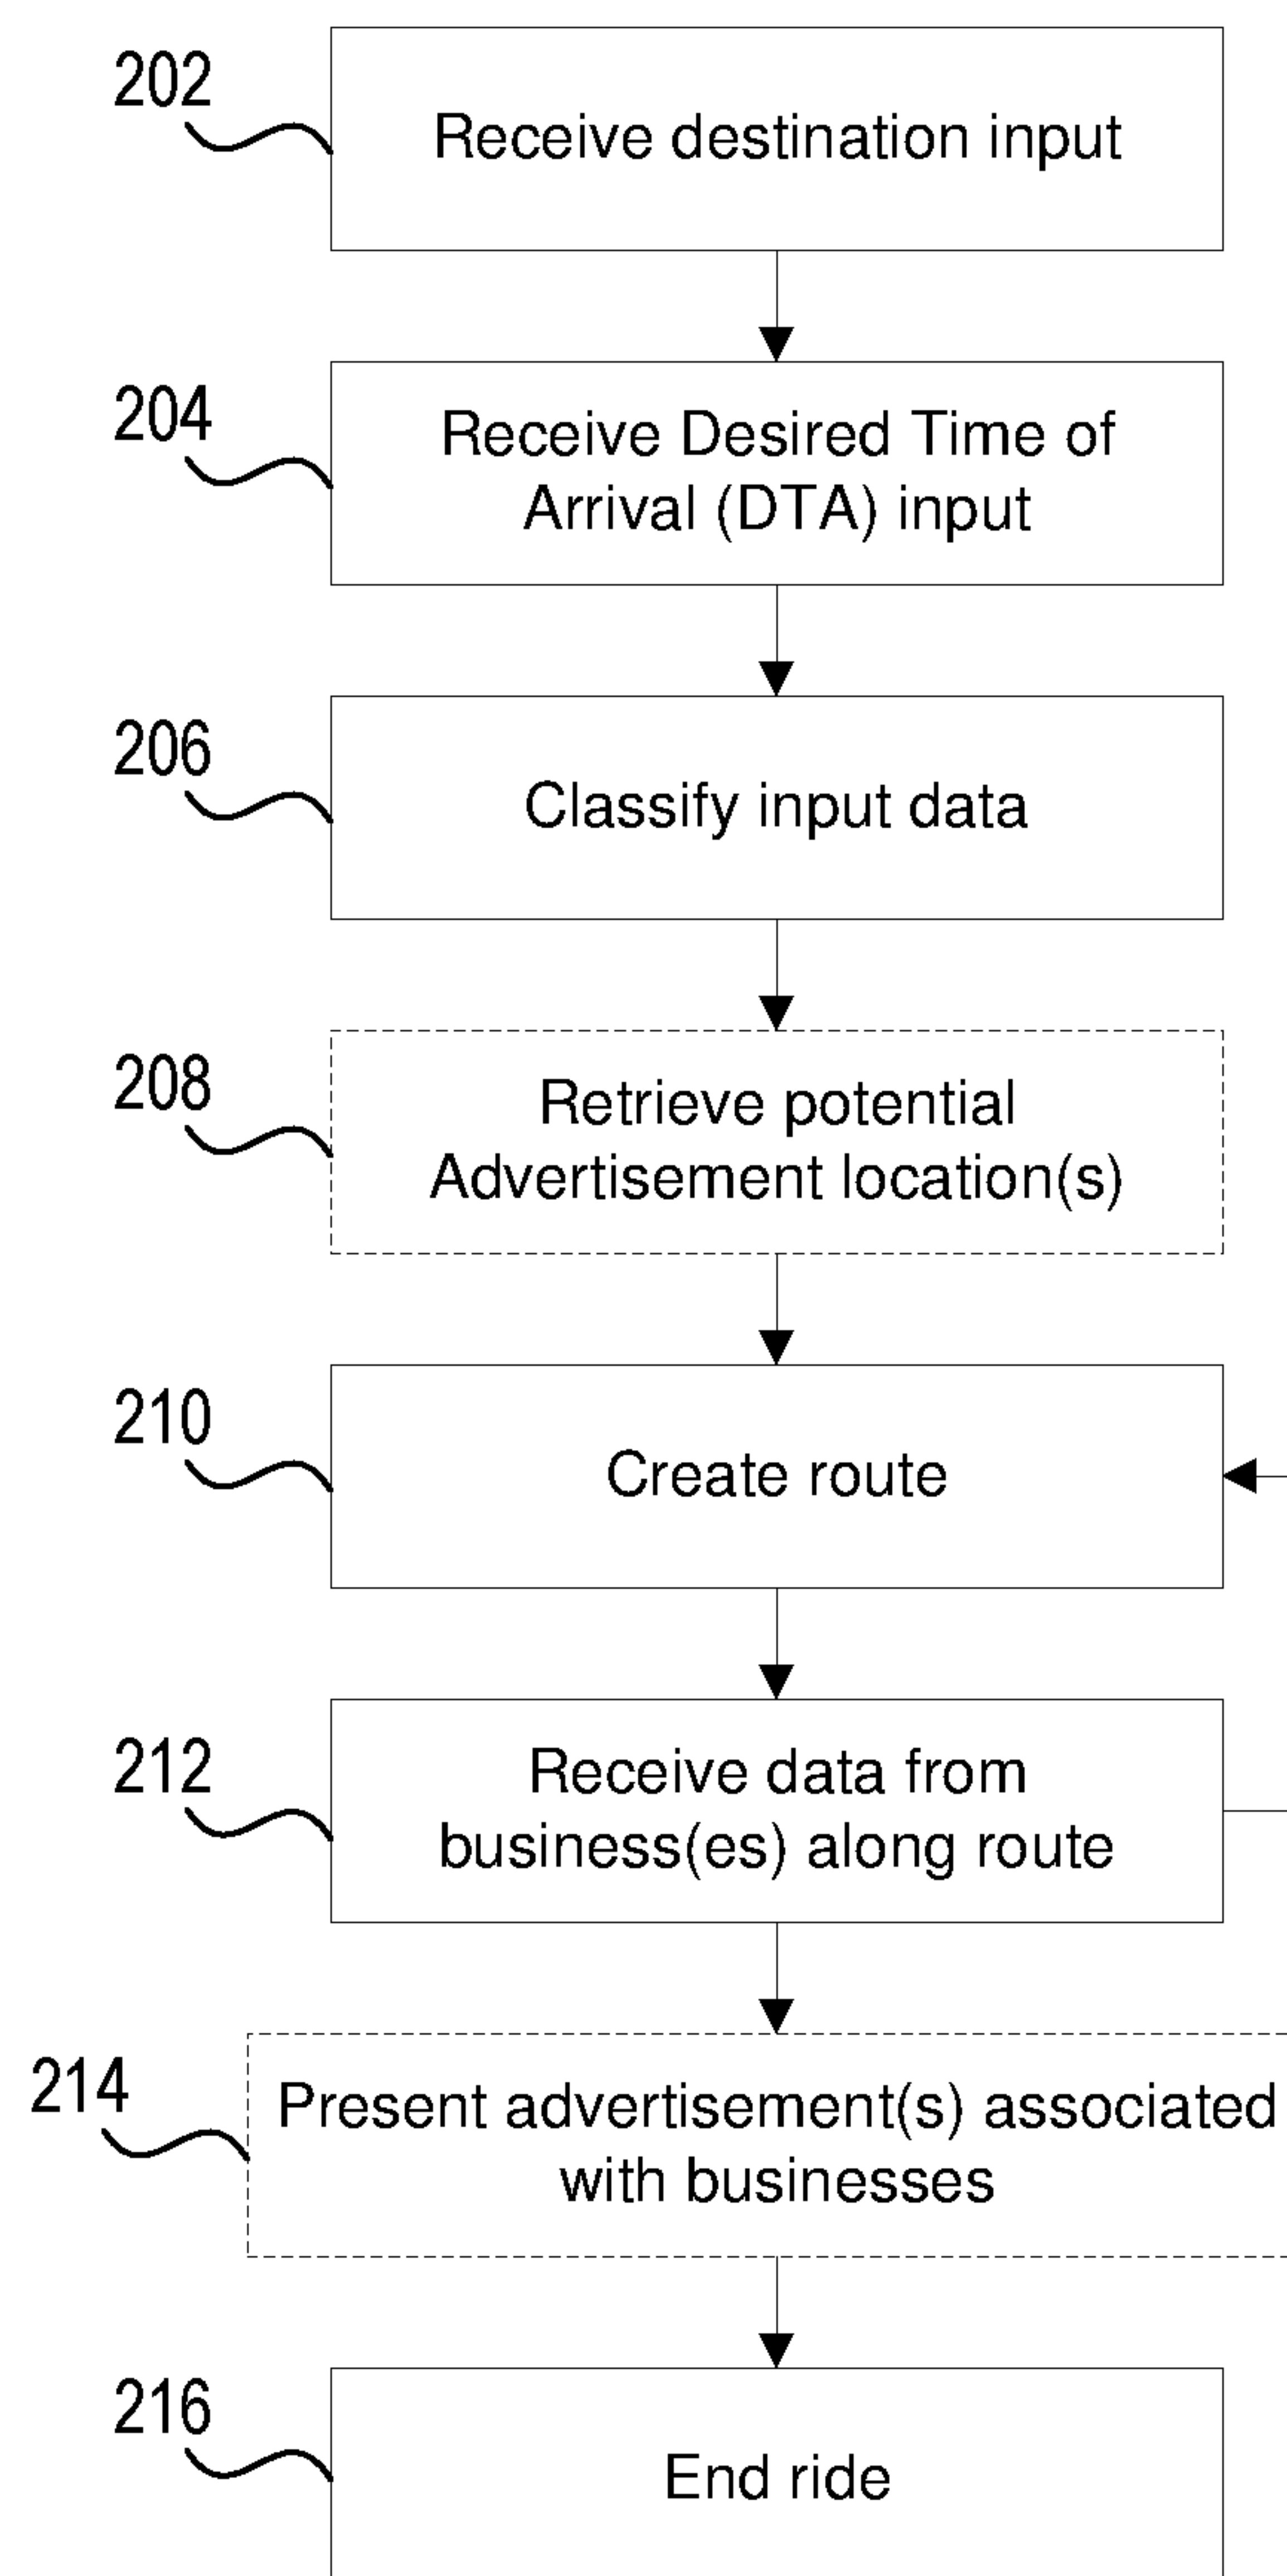 202
Receive destination input
204
Receive Desired Time of
Arrival (DTA) input
206
Classify input data
208
Retrieve potential
Advertisement location(s)
210
Create route
212
Receive data from
business(es) along route
214
Present advertisement(s) associated
with businesses
216
End ride